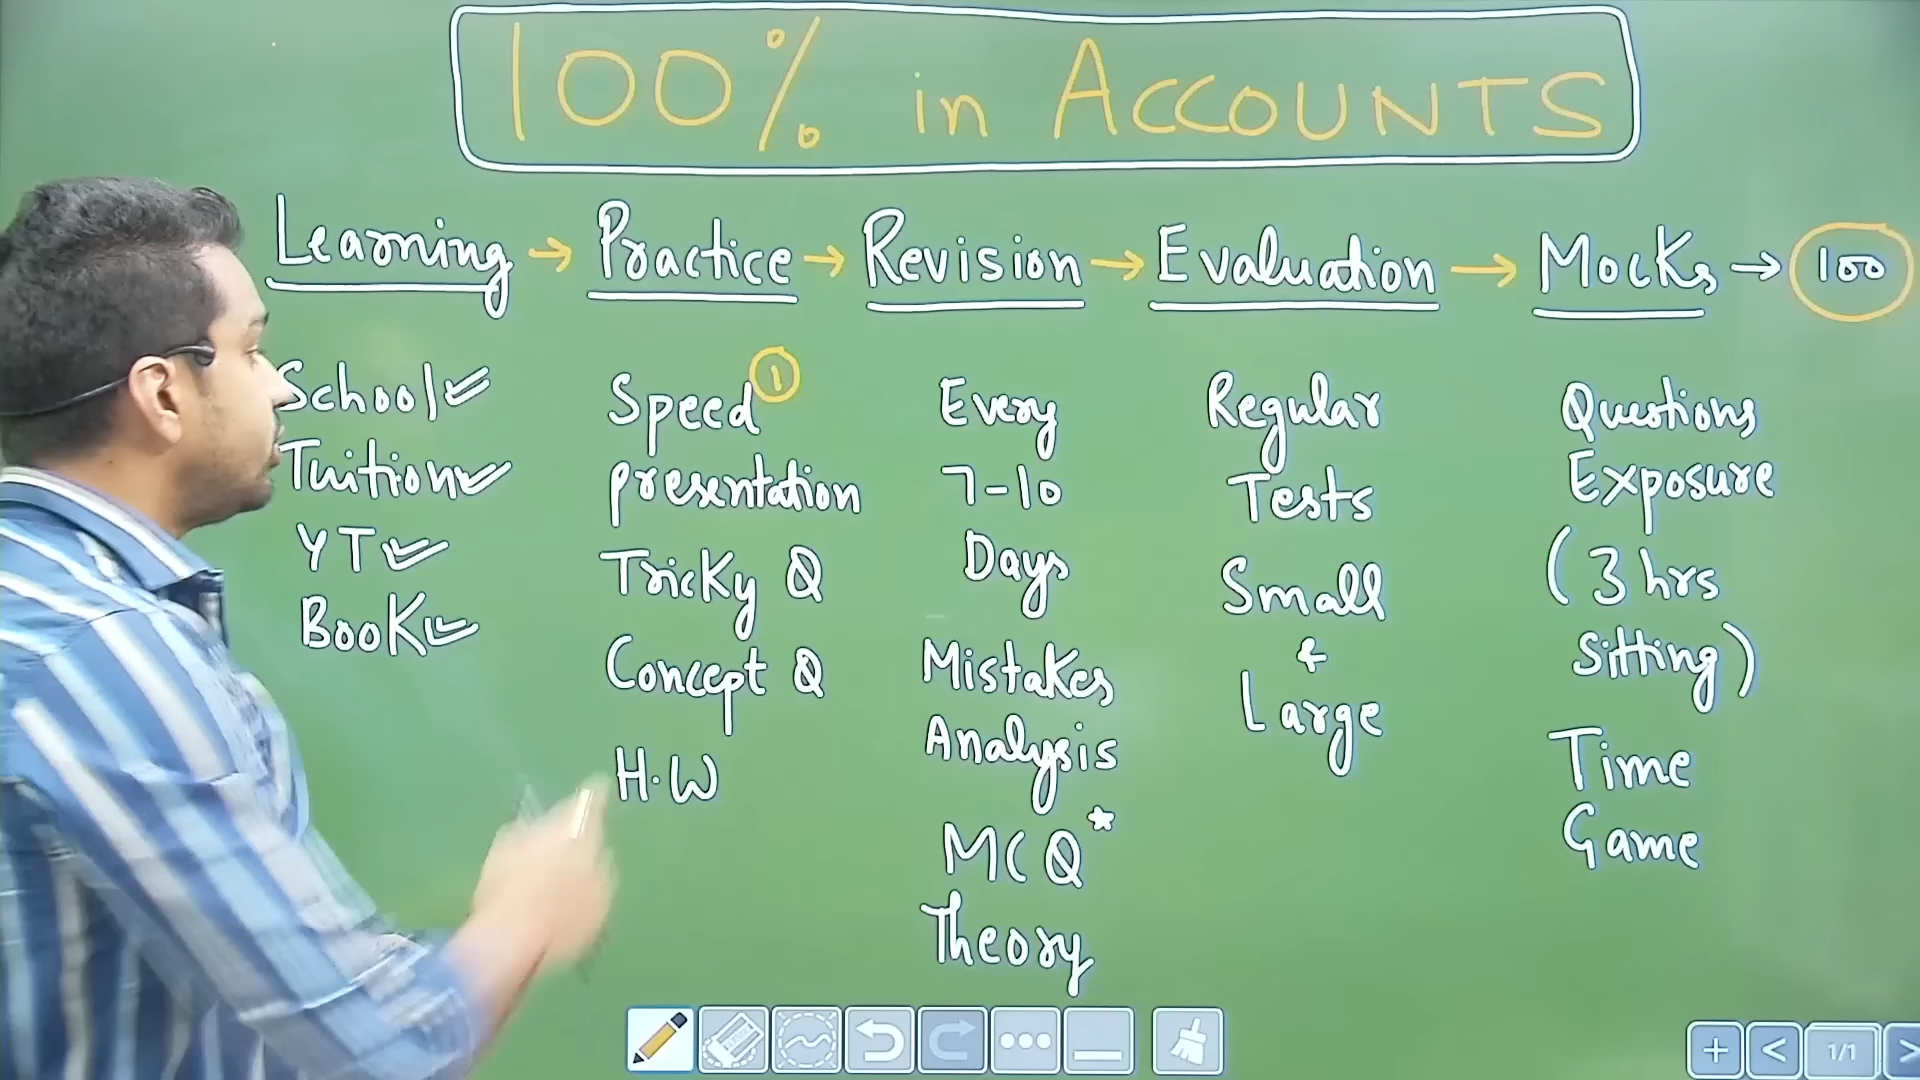 100% in ACCOUNTS
Learning → Practice → Revision → Evaluation → Mocks → 100
School
Tuition
YT
Book
Speed 1
presentation
Tricky Q
Concept Q
H.W
Every
7-10
Days
Mistakes
Analysis
MCQ*
Theory
Regular
Tests
Small
&
Large
Questions
Exposure
(3 hrs
sitting)
Time
Game
1/1